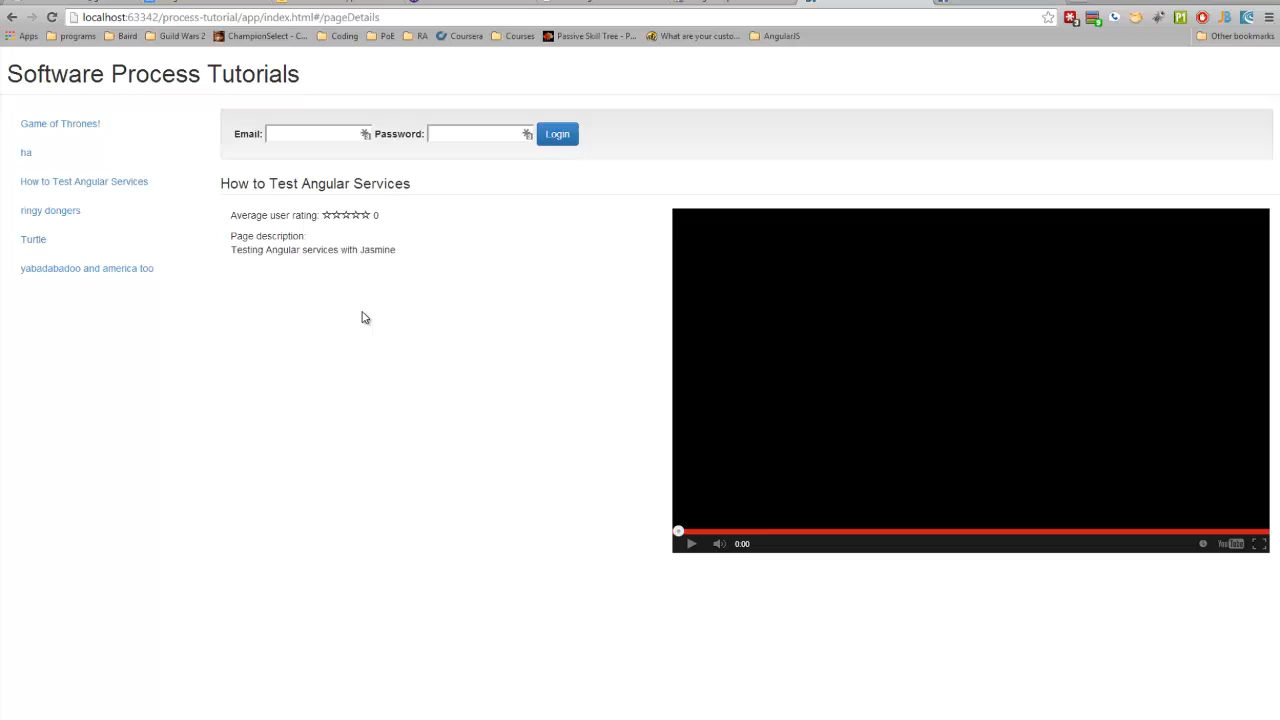 localhost:63342/process-tutorial/app/index.html#/pageDetails
Apps programs Baird Guild Wars 2 ChampionSelect - C... Coding PoE RA Coursera Courses Passive Skill Tree - P... What are your custo... AngularJS Other bookmarks
Software Process Tutorials
Game of Thrones!
ha
How to Test Angular Services
ringy dongers
Turtle
yabadabadoo and america too
Email: Password: Login
How to Test Angular Services
Average user rating: 0
Page description:
Testing Angular services with Jasmine
0:00 YouTube